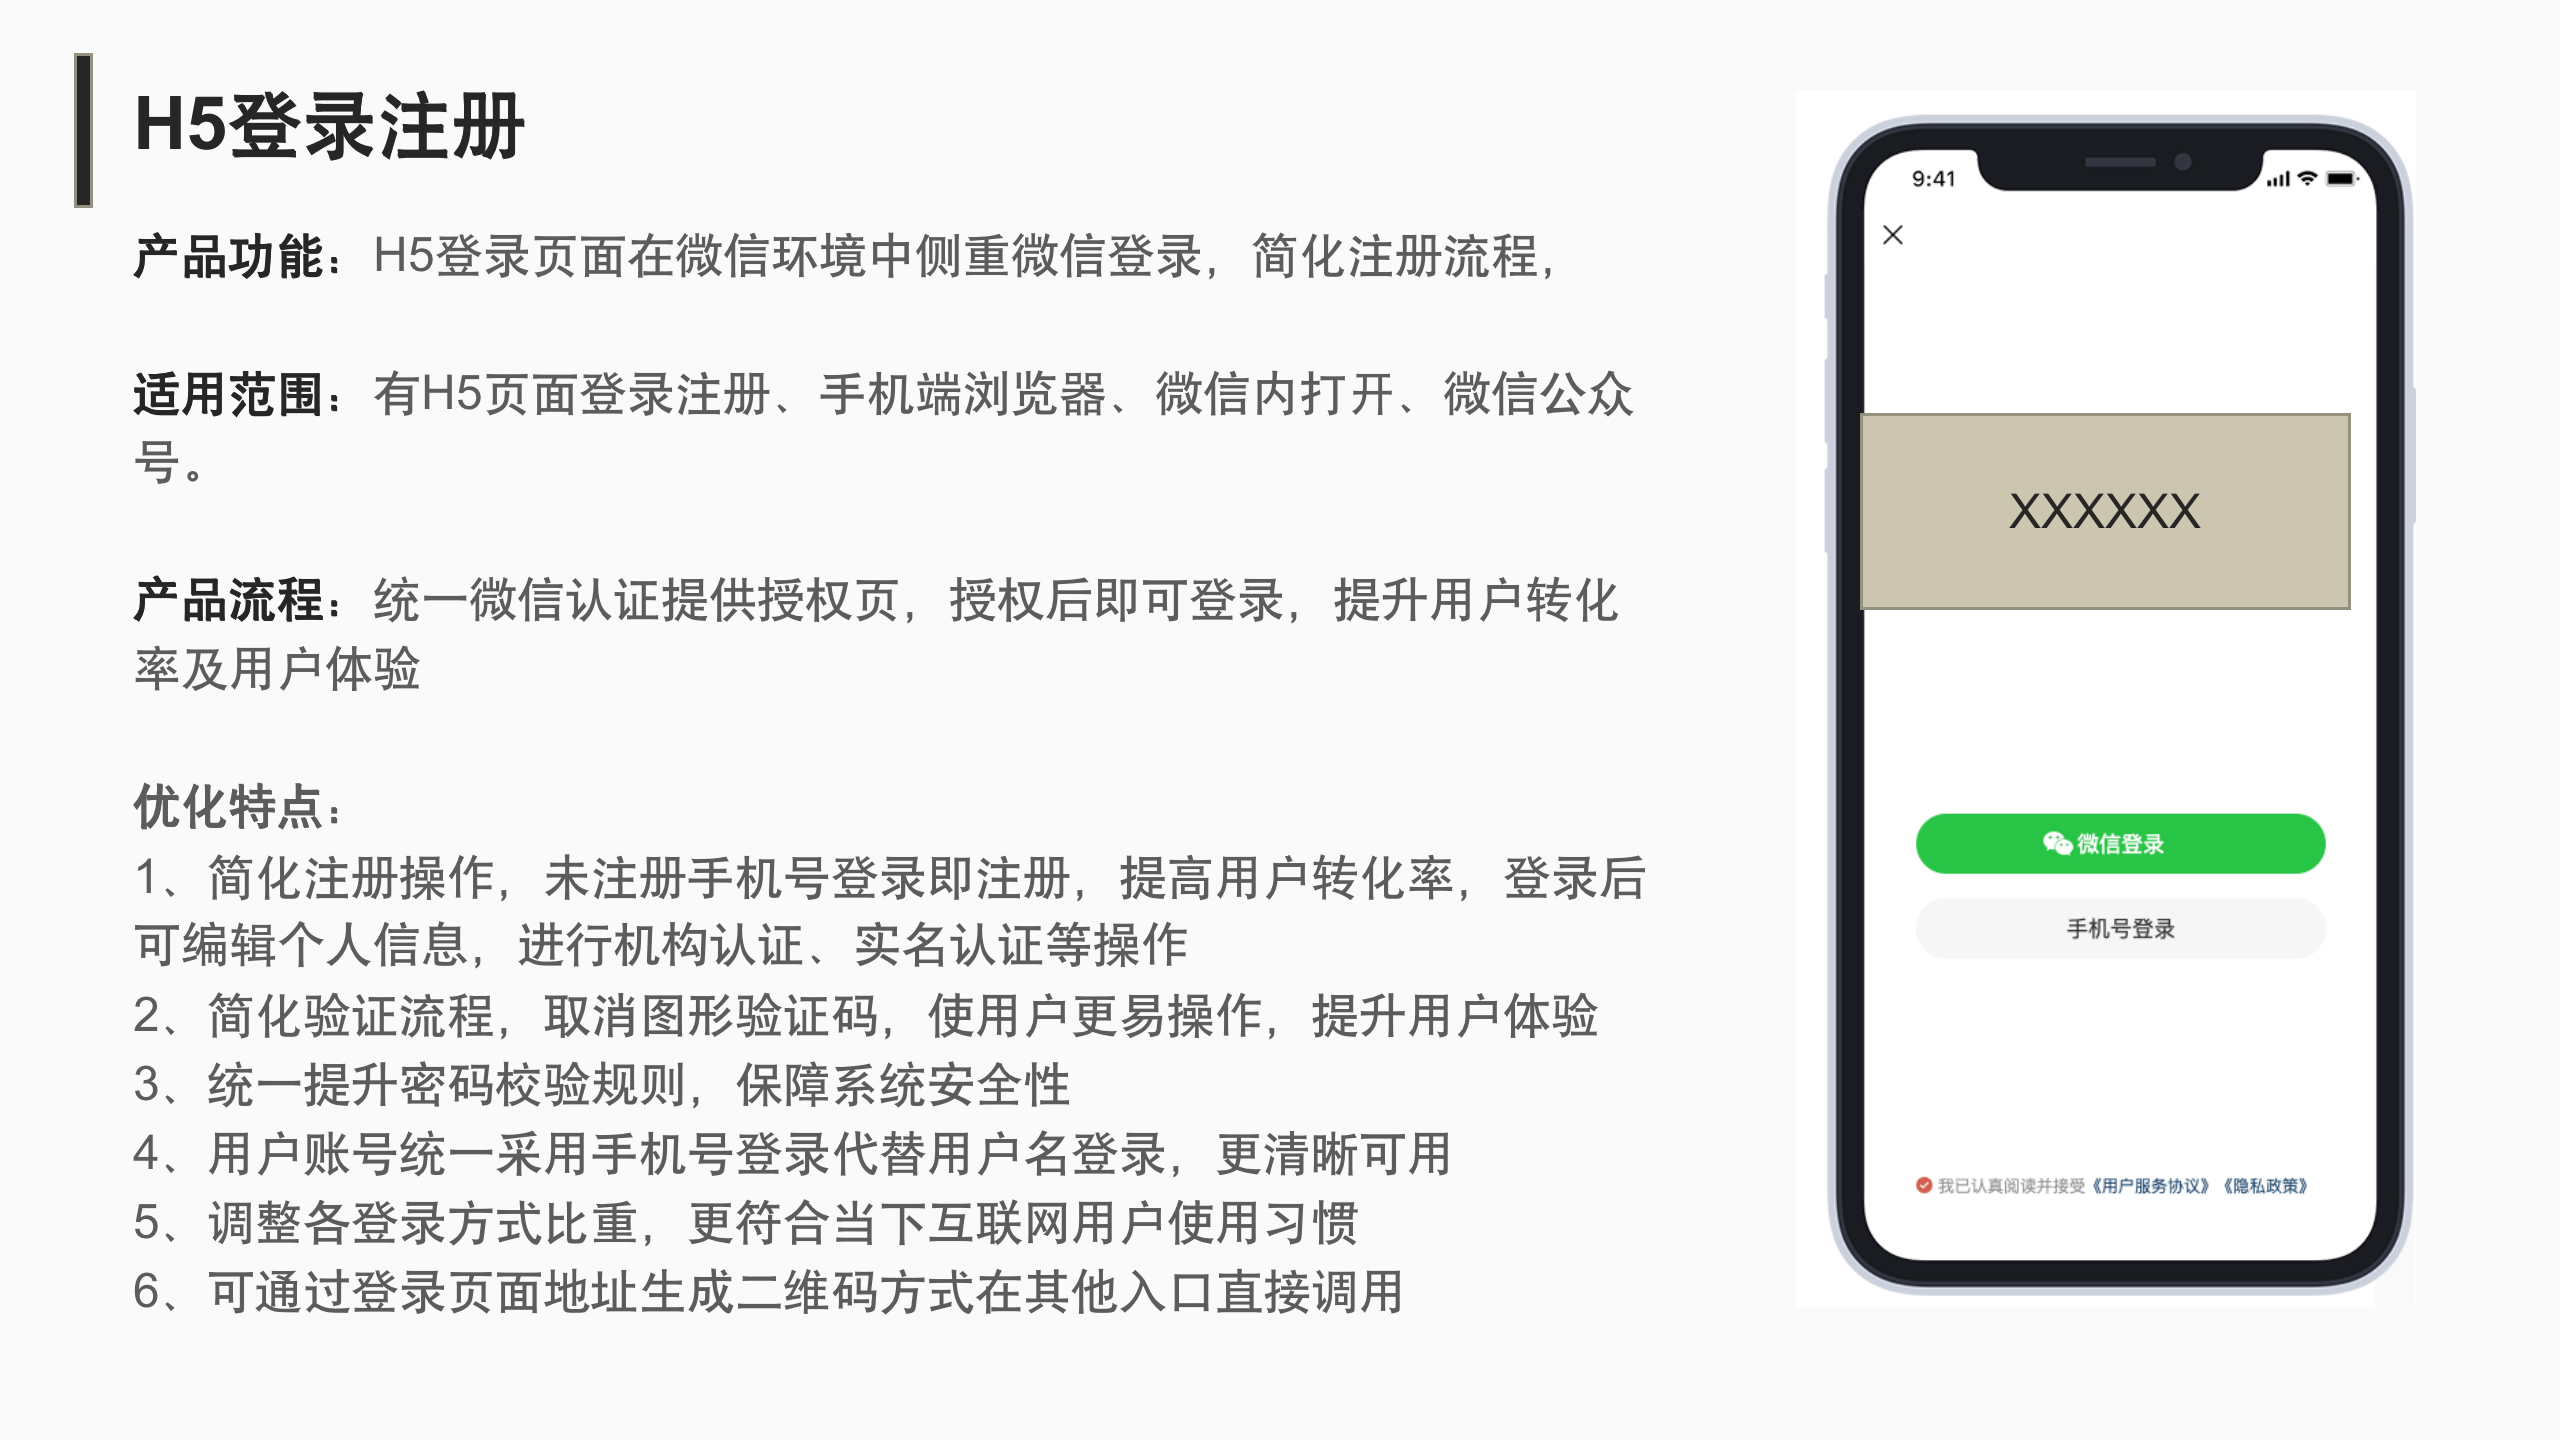 H5登录注册
产品功能：H5登录页面在微信环境中侧重微信登录，简化注册流程，
适用范围：有H5页面登录注册、手机端浏览器、微信内打开、微信公众
号。
产品流程：统一微信认证提供授权页，授权后即可登录，提升用户转化
率及用户体验
优化特点：
1、简化注册操作，未注册手机号登录即注册，提高用户转化率，登录后
可编辑个人信息，进行机构认证、实名认证等操作
2、简化验证流程，取消图形验证码，使用户更易操作，提升用户体验
3、统一提升密码校验规则，保障系统安全性
4、用户账号统一采用手机号登录代替用户名登录，更清晰可用
5、调整各登录方式比重，更符合当下互联网用户使用习惯
6、可通过登录页面地址生成二维码方式在其他入口直接调用
9:41
XXXXXX
微信登录
手机号登录
我已认真阅读并接受《用户服务协议》《隐私政策》